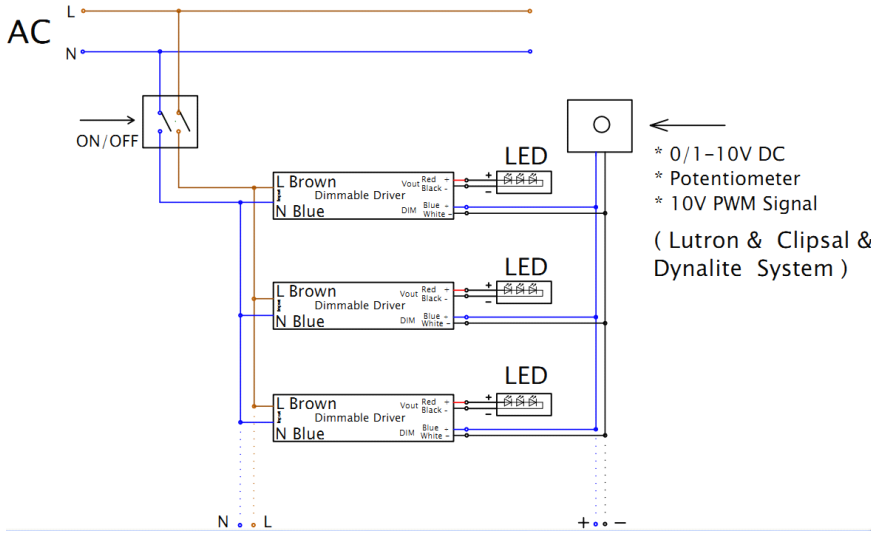 L
AC
N
ON/OFF
LED
* 0/1-10V DC
* Potentiometer
* 10V PWM Signal
( Lutron & Clipsal &
Dynalite System )
L Brown
Vout Red +
Black -
Dimmable Driver
N Blue
DIM Blue -
White -
+
-
LED
L Brown
Vout Red +
Black -
Dimmable Driver
N Blue
DIM Blue -
White -
+
-
LED
L Brown
Vout Red +
Black -
Dimmable Driver
N Blue
DIM Blue -
White -
+
-
N L
+ -